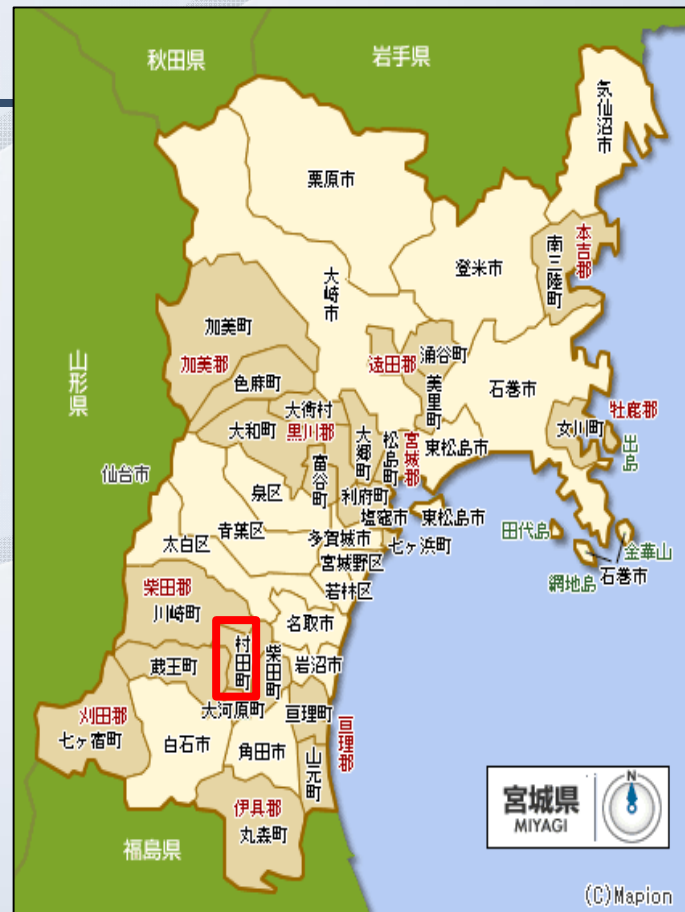 秋田県
岩手県
気仙沼市
栗原市
本吉郡
南三陸町
登米市
大崎市
加美町
加美郡
遠田郡
涌谷町
美里町
山形県
色麻町
石巻市
牡鹿郡
女川町
出島
大衡村
黒川郡
大和町
大郷町
松島町
宮城郡
東松島市
富谷町
仙台市
泉区
利府町
塩竈市
東松島市
田代島
金華山
青葉区
太白区
多賀城市
七ヶ浜町
宮城野区
石巻市
網地島
若林区
柴田郡
川崎町
名取市
村田町
柴田町
岩沼市
蔵王町
大河原町
亘理町
亘理郡
刈田郡
七ヶ宿町
白石市
角田市
山元町
伊具郡
丸森町
福島県
宮城県
MIYAGI
N
(C)Mapion